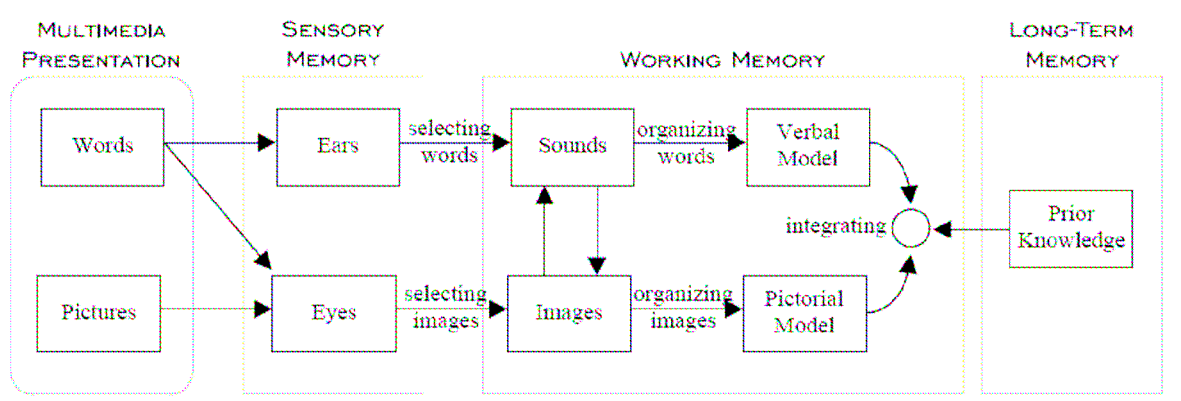 MULTIMEDIA
PRESENTATION
SENSORY
MEMORY
WORKING MEMORY
LONG-TERM
MEMORY
Words
Ears
selecting
words
Sounds
organizing
words
Verbal
Model
integrating
Prior
Knowledge
Pictures
Eyes
selecting
images
Images
organizing
images
Pictorial
Model